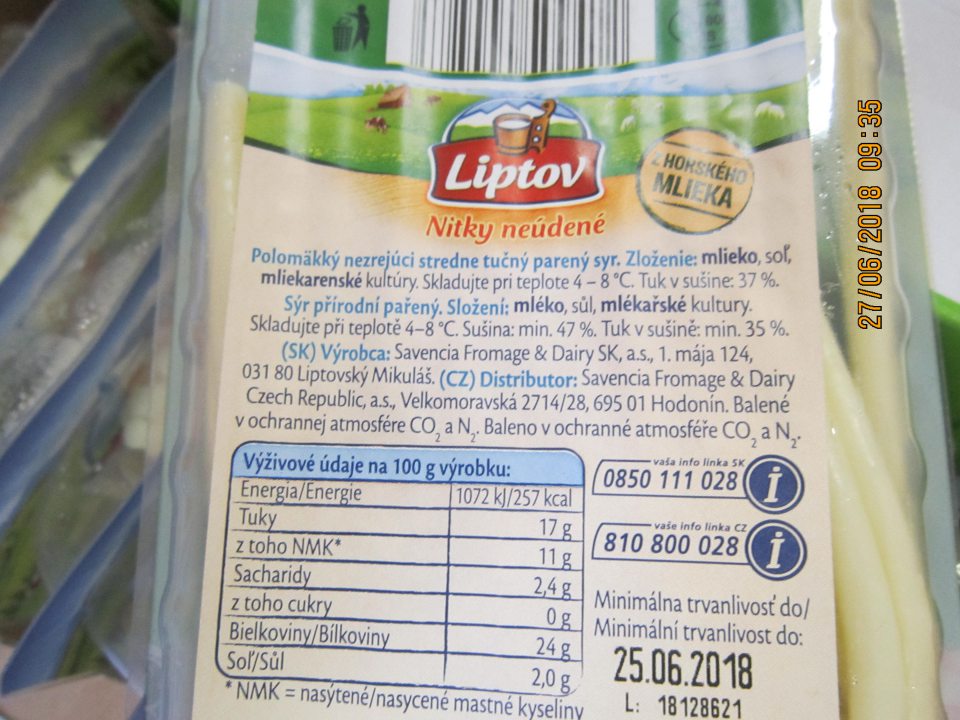 Liptov
Z HORSKÉHO
MLIEKA
Nitky neúdené
Polomäkký nezrejúci stredne tučný parený syr. Zloženie: mlieko, soľ,
mliekarenské kultúry. Skladujte pri teplote 4 – 8 °C. Tuk v sušine: 37 %.
Sýr přírodní pařený. Složení: mléko, sůl, mlékařské kultury.
Skladujte při teplotě 4–8 °C. Sušina: min. 47 %. Tuk v sušině: min. 35 %.
(SK) Výrobca: Savencia Fromage & Dairy SK, a.s., 1. mája 124,
031 80 Liptovský Mikuláš. (CZ) Distributor: Savencia Fromage & Dairy
Czech Republic, a.s., Velkomoravská 2714/28, 695 01 Hodonín. Balené
v ochrannej atmosfére CO₂ a N₂. Baleno v ochranné atmosféře CO₂ a N₂.
Výživové údaje na 100 g výrobku:
Energia/Energie 1072 kJ/257 kcal
Tuky 17 g
z toho NMK* 11 g
Sacharidy 2,4 g
z toho cukry 0 g
Bielkoviny/Bílkoviny 24 g
Soľ/Sůl 2,0 g
* NMK = nasýtené/nasycené mastné kyseliny
vaša info linka SK
0850 111 028 i
vaše info linka CZ
810 800 028 i
Minimálna trvanlivosť do/
Minimální trvanlivost do:
25.06.2018
L: 18128621
27/06/2018 09:35